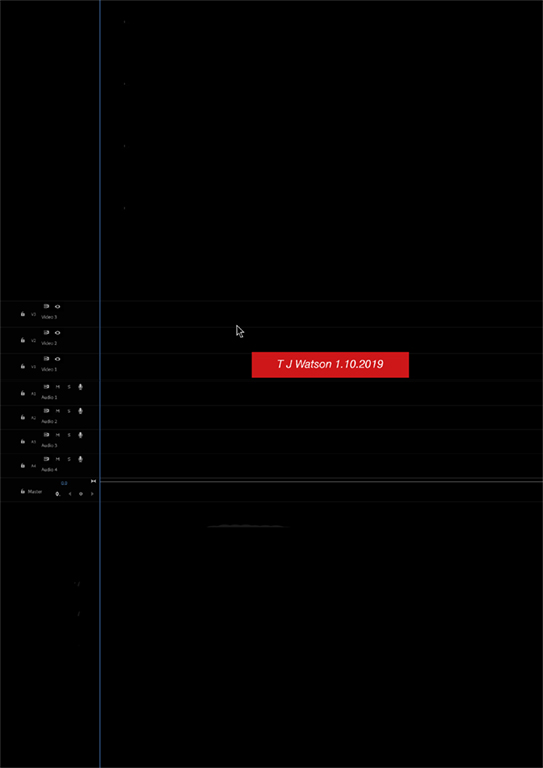 V3
Video 3
V2
Video 2
V1
Video 1
T J Watson 1.10.2019
A1 M S
Audio 1
A2 M S
Audio 2
A3 M S
Audio 3
A4 M S
Audio 4
0.0
Master 0.